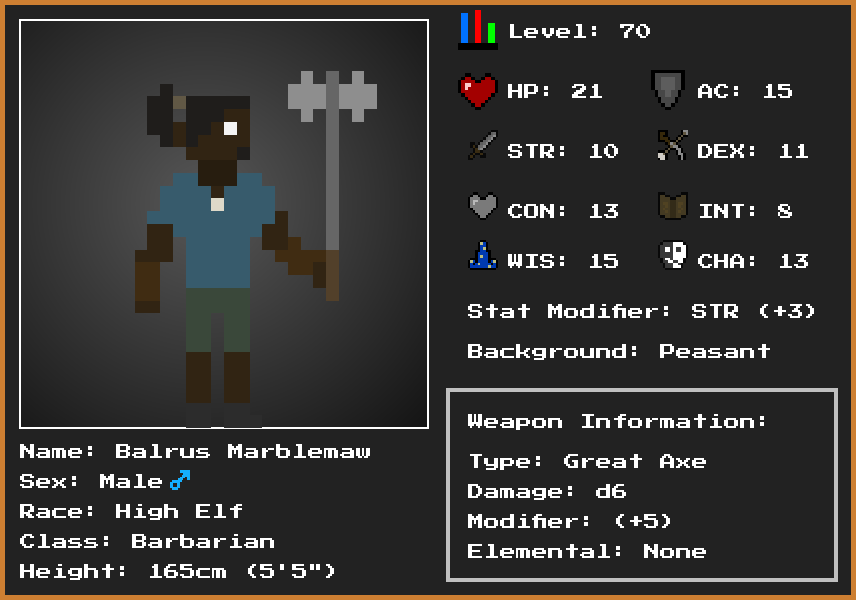 Level: 70
HP: 21
AC: 15
STR: 10
DEX: 11
CON: 13
INT: 8
WIS: 15
CHA: 13
Stat Modifier: STR (+3)
Background: Peasant
Weapon Information:
Type: Great Axe
Damage: d6
Modifier: (+5)
Elemental: None
Name: Balrus Marblemaw
Sex: Male ♂
Race: High Elf
Class: Barbarian
Height: 165cm (5'5")